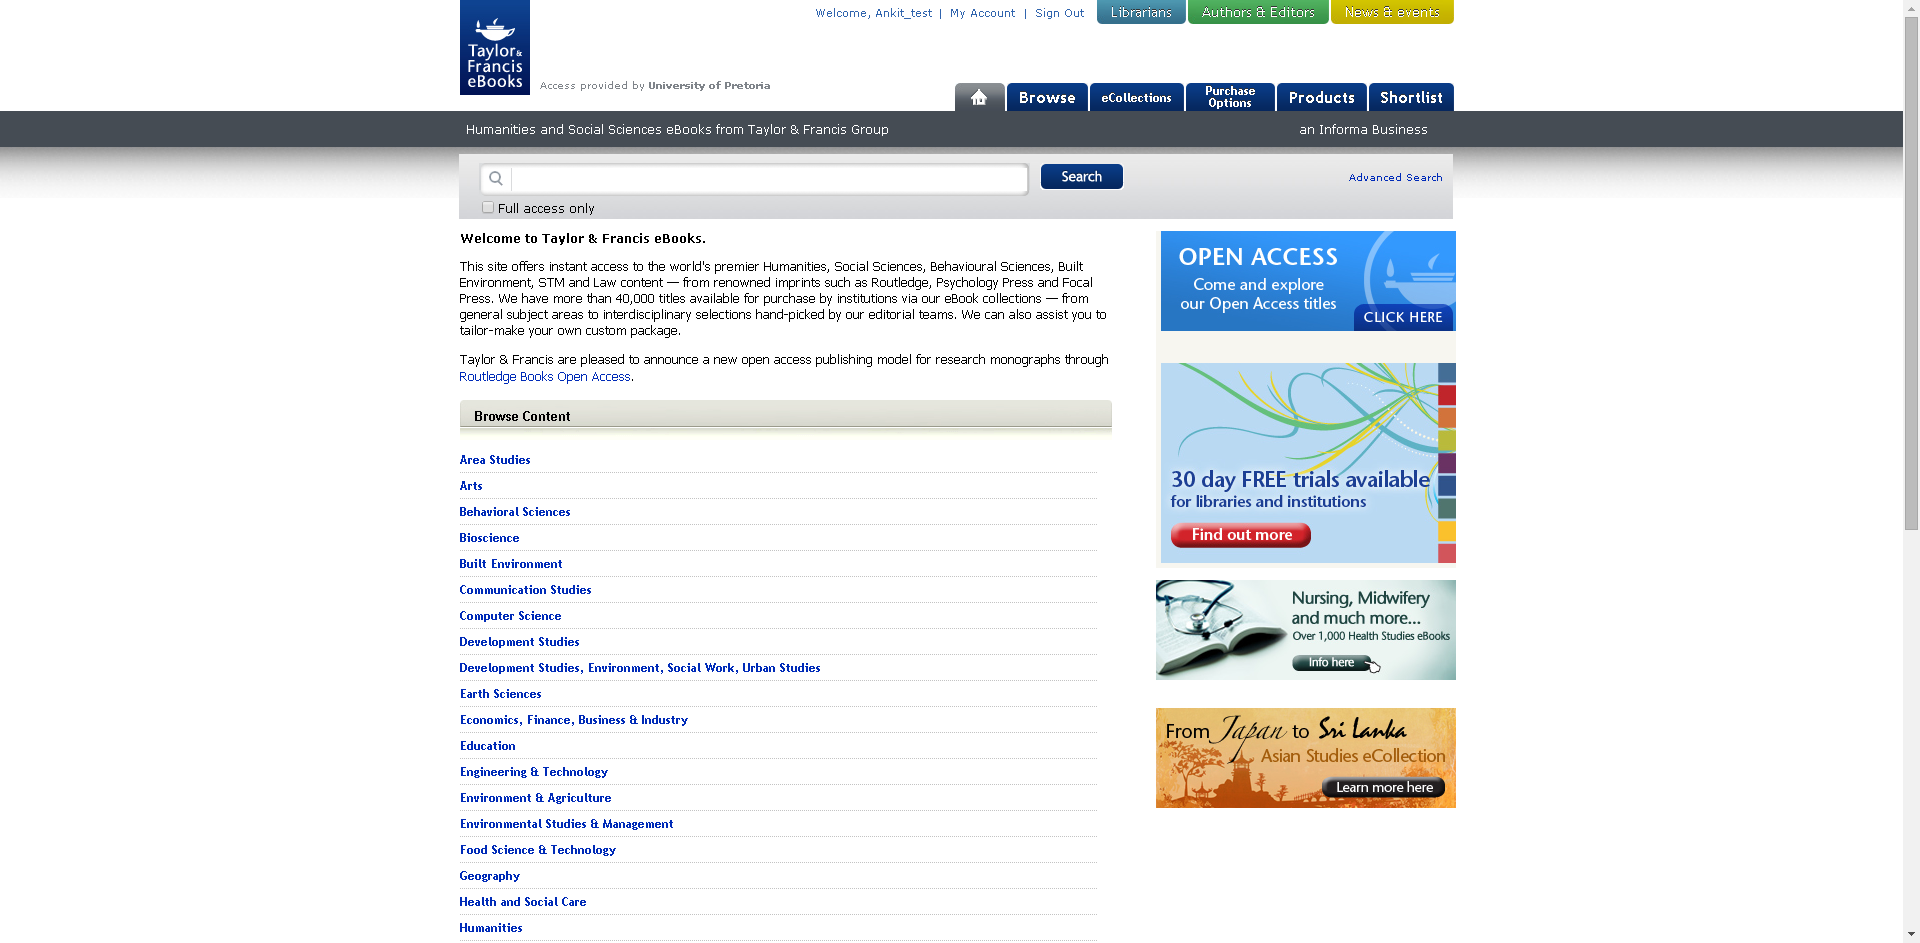 Welcome, Ankit_test | My Account | Sign Out
Librarians
Authors & Editors
News & events
Taylor &
Francis
eBooks
Access provided by University of Pretoria
Browse
eCollections
Purchase
Options
Products
Shortlist
Humanities and Social Sciences eBooks from Taylor & Francis Group
an Informa Business
Search
Advanced Search
Full access only
Welcome to Taylor & Francis eBooks.
This site offers instant access to the world's premier Humanities, Social Sciences, Behavioural Sciences, Built
Environment, STM and Law content — from renowned imprints such as Routledge, Psychology Press and Focal
Press. We have more than 40,000 titles available for purchase by institutions via our eBook collections — from
general subject areas to interdisciplinary selections hand-picked by our editorial teams. We can also assist you to
tailor-make your own custom package.
Taylor & Francis are pleased to announce a new open access publishing model for research monographs through
Routledge Books Open Access.
Browse Content
Area Studies
Arts
Behavioral Sciences
Bioscience
Built Environment
Communication Studies
Computer Science
Development Studies
Development Studies, Environment, Social Work, Urban Studies
Earth Sciences
Economics, Finance, Business & Industry
Education
Engineering & Technology
Environment & Agriculture
Environmental Studies & Management
Food Science & Technology
Geography
Health and Social Care
Humanities
OPEN ACCESS
Come and explore
our Open Access titles
CLICK HERE
30 day FREE trials available
for libraries and institutions
Find out more
Nursing, Midwifery
and much more...
Over 1,000 Health Studies eBooks
Info here
From Japan to Sri Lanka
Asian Studies eCollection
Learn more here